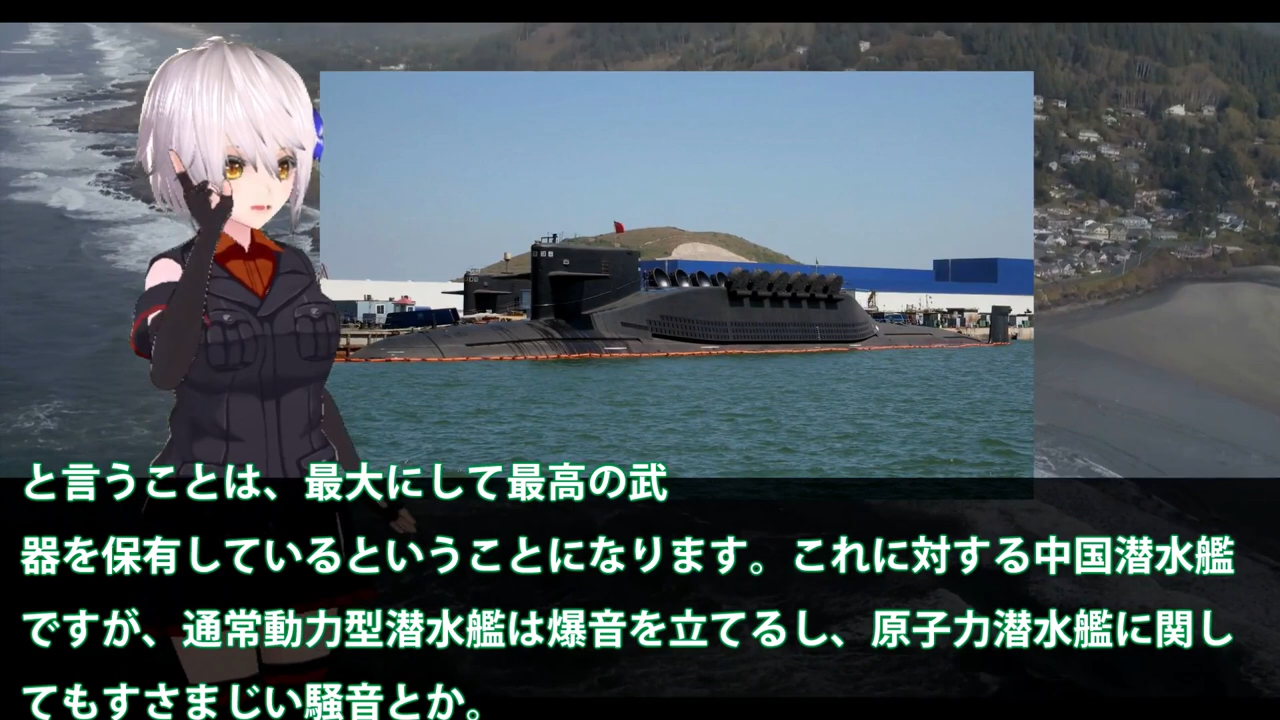 と言うことは、最大にして最高の武
器を保有しているということになります。これに対する中国潜水艦
ですが、通常動力型潜水艦は爆音を立てるし、原子力潜水艦に関し
てもすさまじい騒音とか。